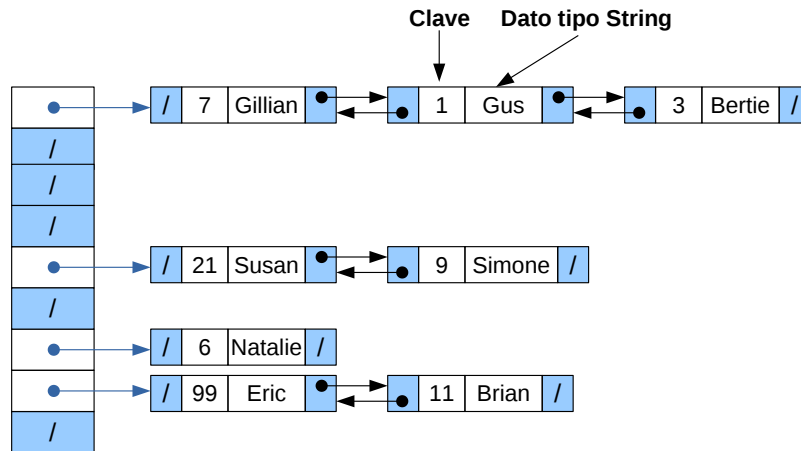 Clave Dato tipo String
/ 7 Gillian 1 Gus 3 Bertie /
/
/
/
/ 21 Susan 9 Simone /
/
/ 6 Natalie /
/ 99 Eric 11 Brian /
/